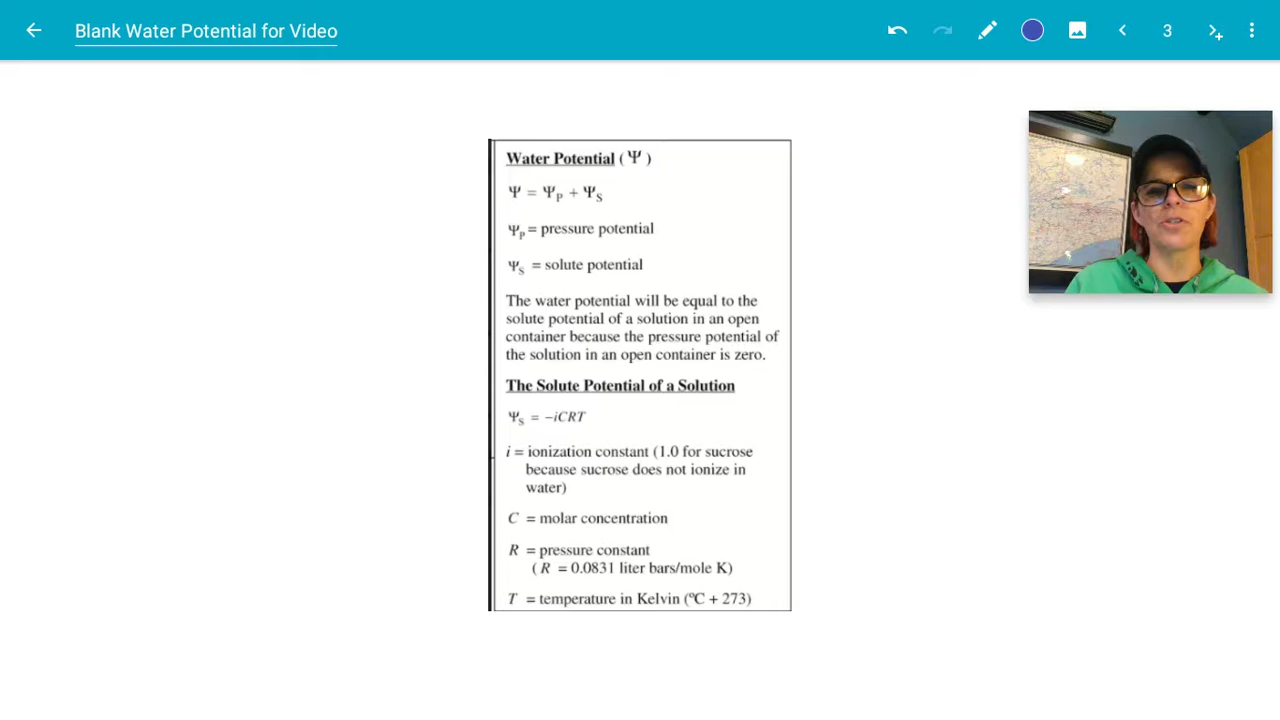 Blank Water Potential for Video
3
Water Potential (Ψ)
Ψ = Ψp + Ψs
Ψp = pressure potential
Ψs = solute potential
The water potential will be equal to the
solute potential of a solution in an open
container because the pressure potential of
the solution in an open container is zero.
The Solute Potential of a Solution
Ψs = −iCRT
i = ionization constant (1.0 for sucrose
because sucrose does not ionize in
water)
C = molar concentration
R = pressure constant
(R = 0.0831 liter bars/mole K)
T = temperature in Kelvin (ºC + 273)